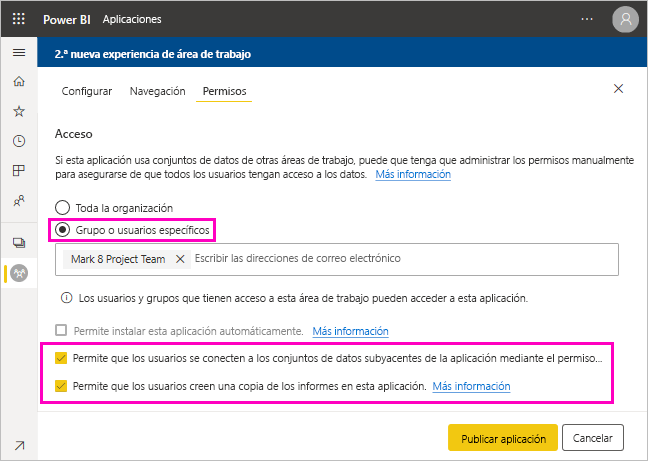 Power BI Aplicaciones ...
2.ª nueva experiencia de área de trabajo
Configurar Navegación Permisos
Acceso
Si esta aplicación usa conjuntos de datos de otras áreas de trabajo, puede que tenga que administrar los permisos manualmente
para asegurarse de que todos los usuarios tengan acceso a los datos. Más información
Toda la organización
Grupo o usuarios específicos
Mark 8 Project Team Escribir las direcciones de correo electrónico
Los usuarios y grupos que tienen acceso a esta área de trabajo pueden acceder a esta aplicación.
Permite instalar esta aplicación automáticamente. Más información
Permite que los usuarios se conecten a los conjuntos de datos subyacentes de la aplicación mediante el permiso...
Permite que los usuarios creen una copia de los informes en esta aplicación. Más información
Publicar aplicación Cancelar